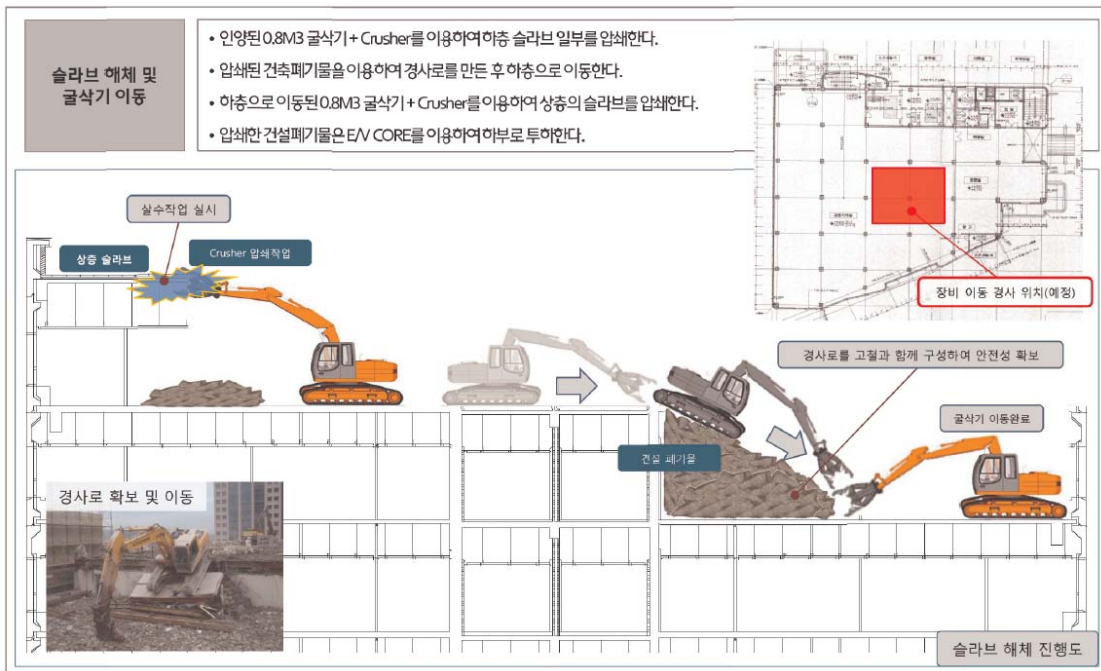 슬라브 해체 및
굴삭기 이동
• 인양된 0.8M3 굴삭기 + Crusher를 이용하여 하층 슬라브 일부를 압쇄한다.
• 압쇄된 건축폐기물을 이용하여 경사로를 만든 후 하층으로 이동한다.
• 하층으로 이동된 0.8M3 굴삭기 + Crusher를 이용하여 상층의 슬라브를 압쇄한다.
• 압쇄한 건설폐기물은 E/V CORE를 이용하여 하부로 투하한다.
장비 이동 경사 위치(예정)
살수작업 실시
상층 슬라브
Crusher 압쇄작업
경사로를 고철과 함께 구성하여 안전성 확보
굴삭기 이동완료
건설 폐기물
경사로 확보 및 이동
슬라브 해체 진행도